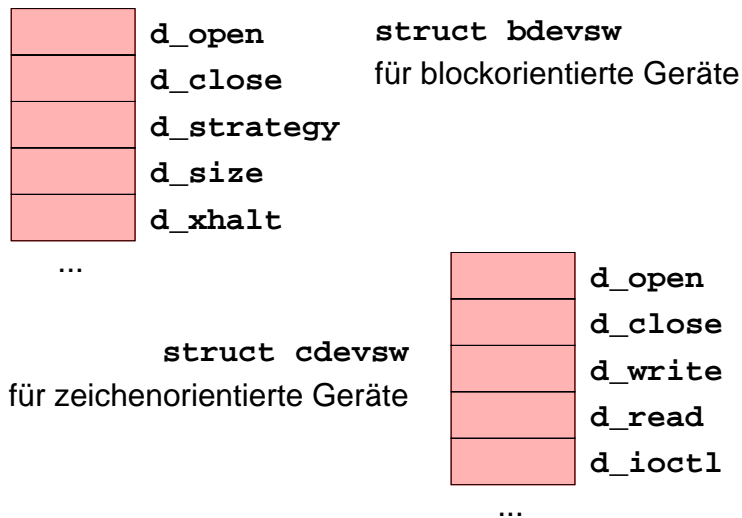 d_open
d_close
d_strategy
d_size
d_xhalt
...
struct bdevsw
für blockorientierte Geräte
struct cdevsw
für zeichenorientierte Geräte
d_open
d_close
d_write
d_read
d_ioctl
...